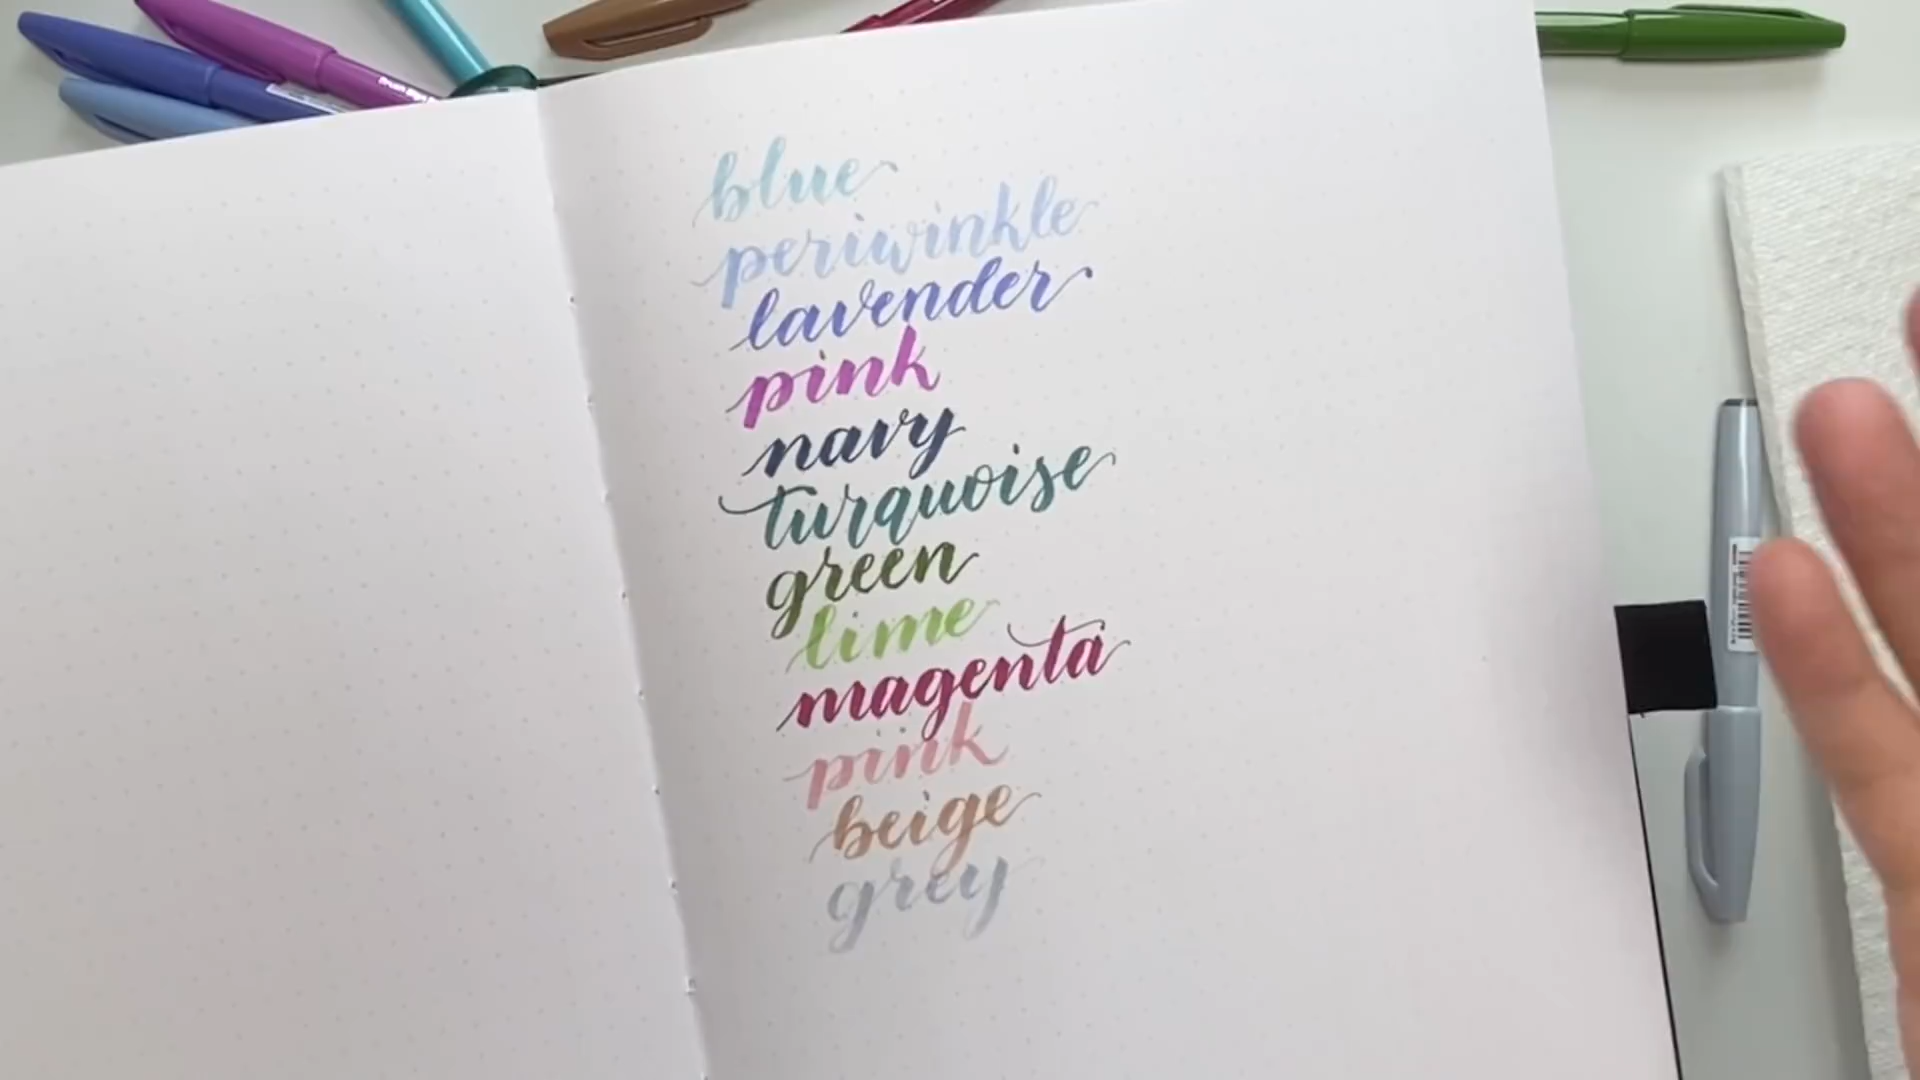 blue
periwinkle
lavender
pink
navy
turquoise
green
lime
magenta
pink
beige
grey